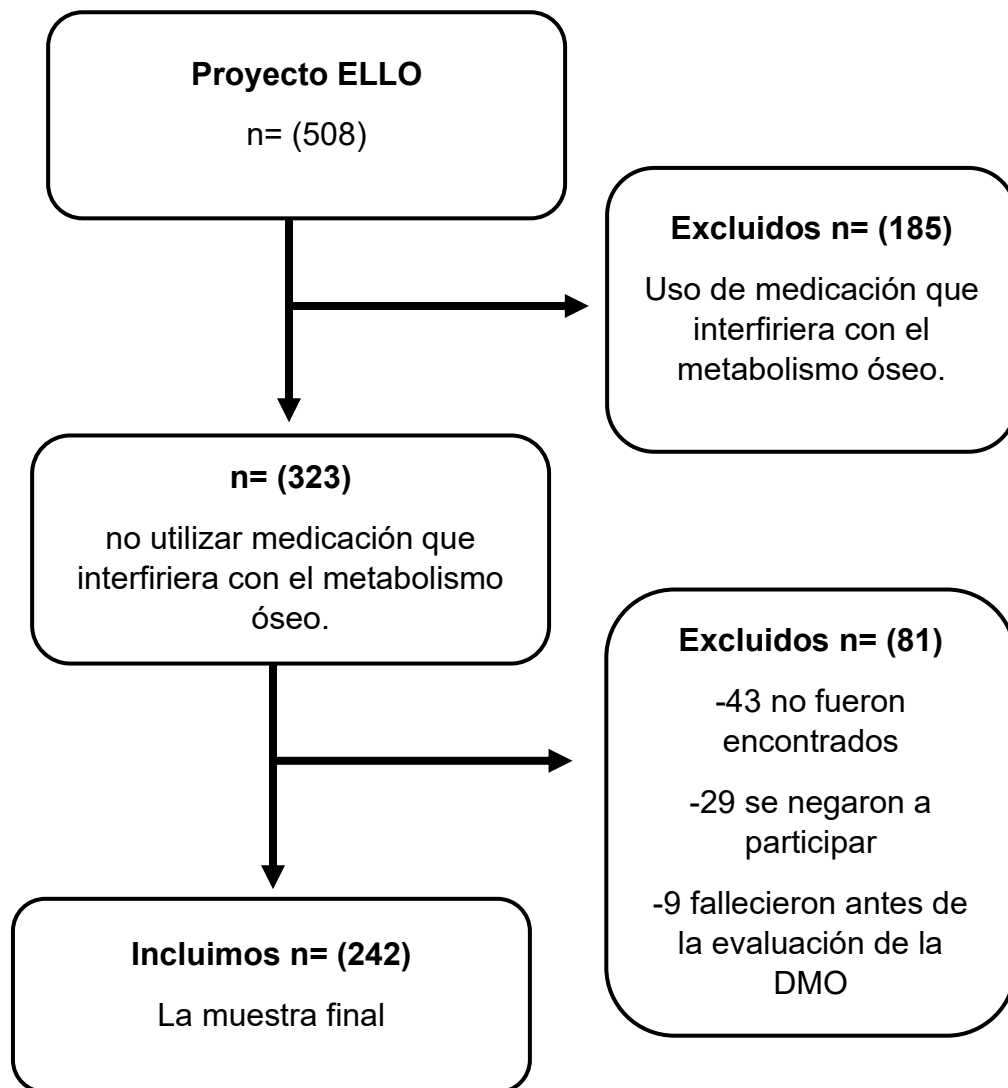 Proyecto ELLO
n= (508)
Excluidos n= (185)
Uso de medicación que
interfiriera con el
metabolismo óseo.
n= (323)
no utilizar medicación que
interfiriera con el metabolismo
óseo.
Excluidos n= (81)
-43 no fueron
encontrados
-29 se negaron a
participar
-9 fallecieron antes de
la evaluación de la
DMO
Incluimos n= (242)
La muestra final